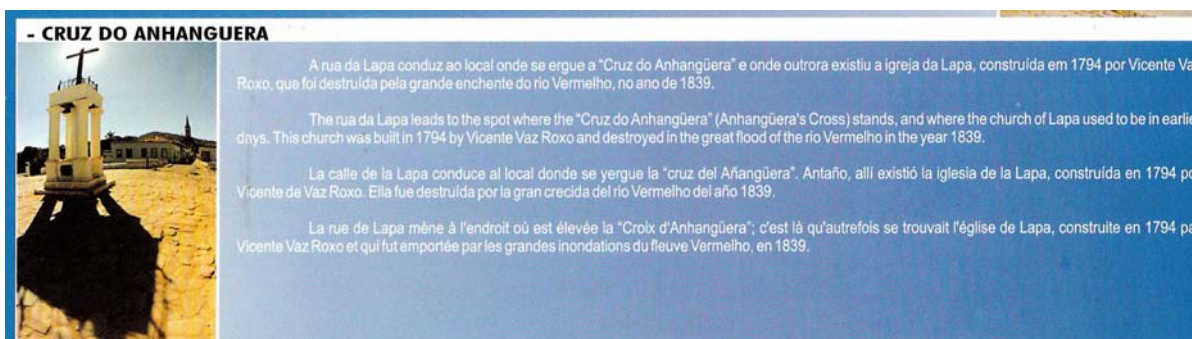 - CRUZ DO ANHANGUERA
A rua da Lapa conduz ao local onde se ergue a “Cruz do Anhangüera” e onde outrora existiu a igreja da Lapa, construída em 1794 por Vicente Va
Roxo, que foi destruída pela grande enchente do rio Vermelho, no ano de 1839.
The rua da Lapa leads to the spot where the “Cruz do Anhangüera” (Anhangüera's Cross) stands, and where the church of Lapa used to be in earlie
days. This church was built in 1794 by Vicente Vaz Roxo and destroyed in the great flood of the rio Vermelho in the year 1839.
La calle de la Lapa conduce al local donde se yergue la “cruz del Añangüera”. Antaño, allí existió la iglesia de la Lapa, construída en 1794 po
Vicente de Vaz Roxo. Ella fue destruída por la gran crecida del rio Vermelho del año 1839.
La rue de Lapa mène à l'endroit où est élevée la “Croix d'Anhangüera”; c'est là qu'autrefois se trouvait l'église de Lapa, construite en 1794 pa
Vicente Vaz Roxo et qui fut emportée par les grandes inondations du fleuve Vermelho, en 1839.